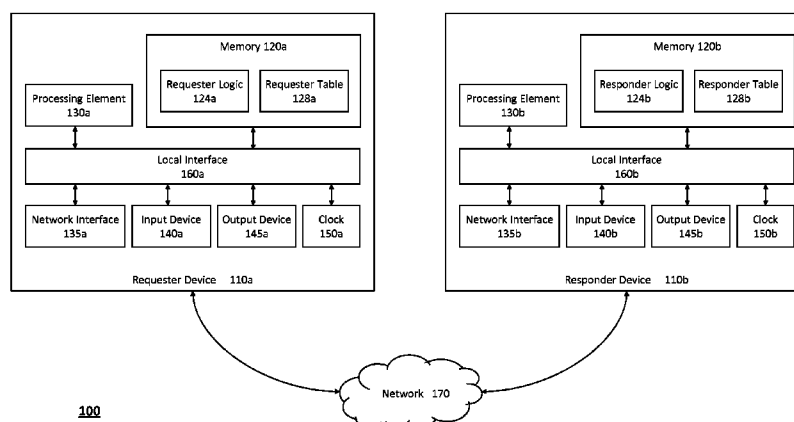 Memory 120a
Requester Logic
124a
Requester Table
128a
Processing Element
130a
Local Interface
160a
Network Interface
135a
Input Device
140a
Output Device
145a
Clock
150a
Requester Device 110a
Memory 120b
Responder Logic
124b
Responder Table
128b
Processing Element
130b
Local Interface
160b
Network Interface
135b
Input Device
140b
Output Device
145b
Clock
150b
Responder Device 110b
Network 170
100